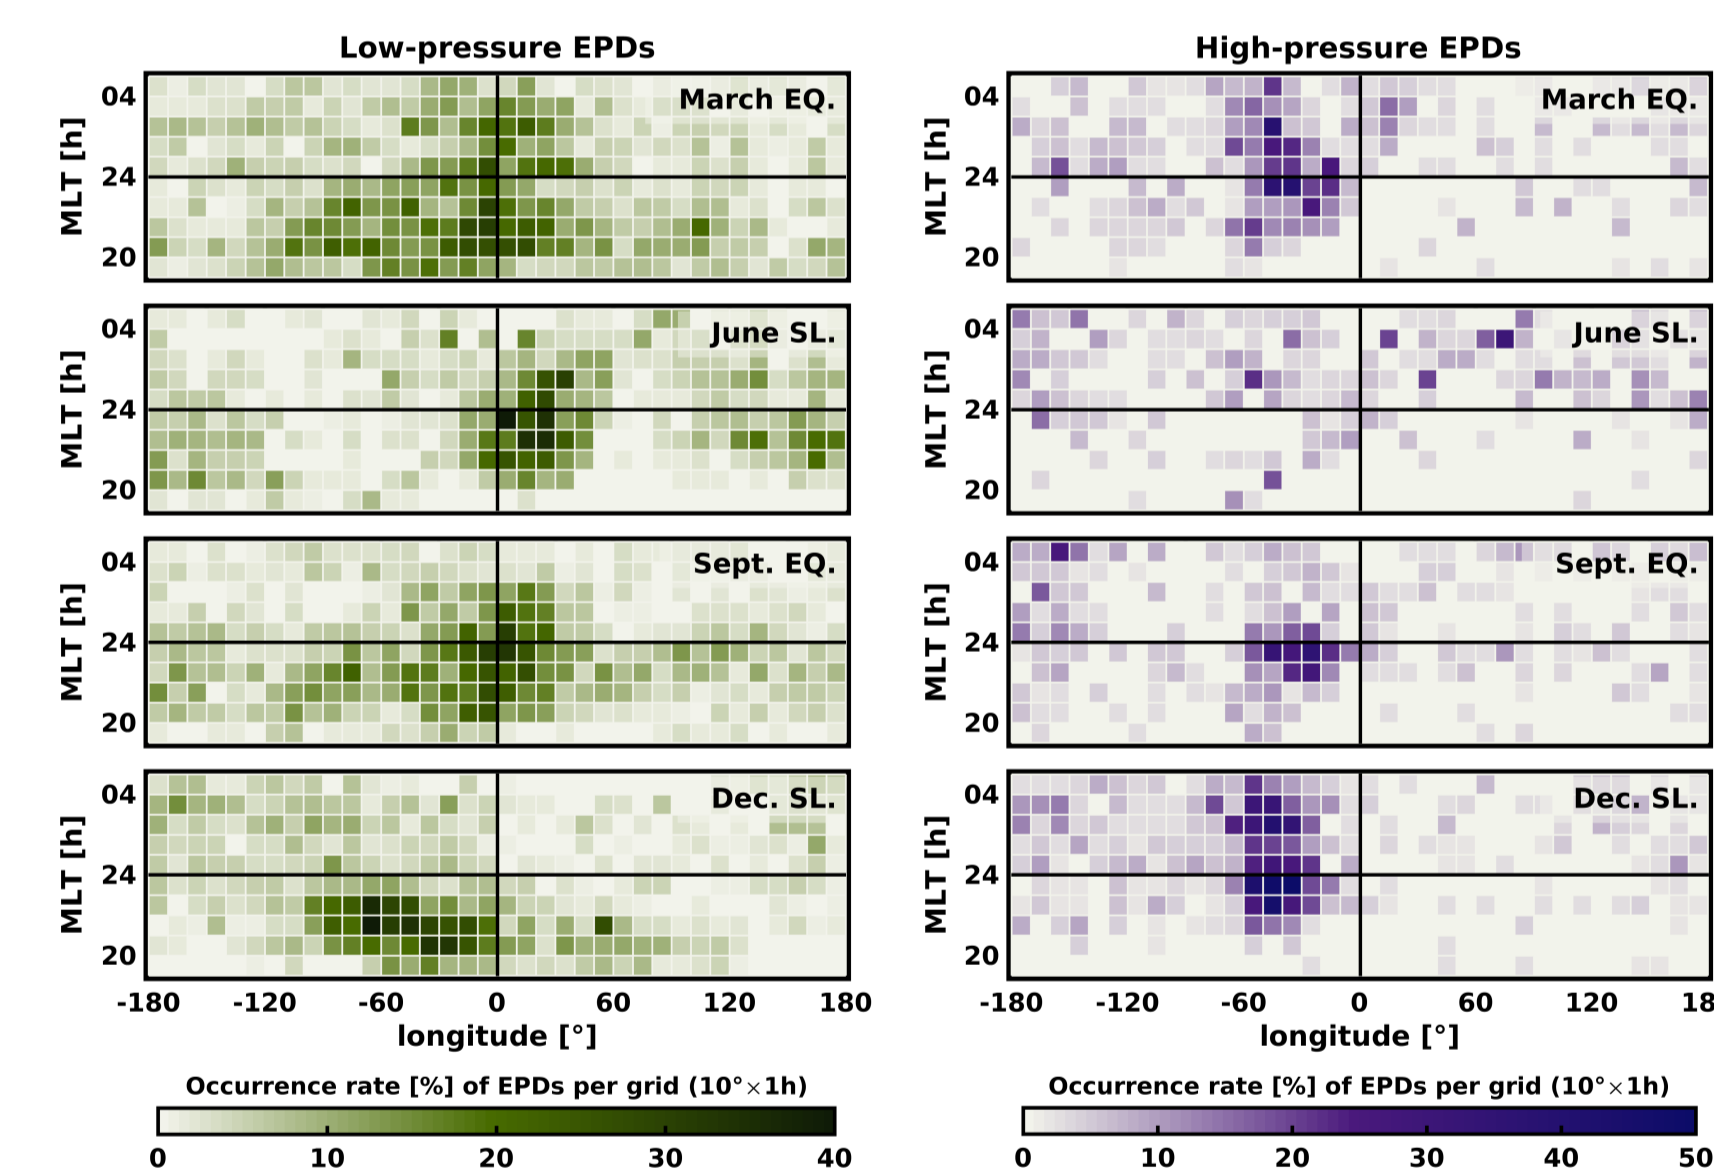 Low-pressure EPDs
High-pressure EPDs
MLT [h]
04
24
20
March EQ.
MLT [h]
04
24
20
March EQ.
MLT [h]
04
24
20
June SL.
MLT [h]
04
24
20
June SL.
MLT [h]
04
24
20
Sept. EQ.
MLT [h]
04
24
20
Sept. EQ.
MLT [h]
04
24
20
Dec. SL.
MLT [h]
04
24
20
Dec. SL.
-180 -120 -60 0 60 120 180
longitude [°]
-180 -120 -60 0 60 120 18
longitude [°]
Occurrence rate [%] of EPDs per grid (10°×1h)
0 10 20 30 40
Occurrence rate [%] of EPDs per grid (10°×1h)
0 10 20 30 40 50